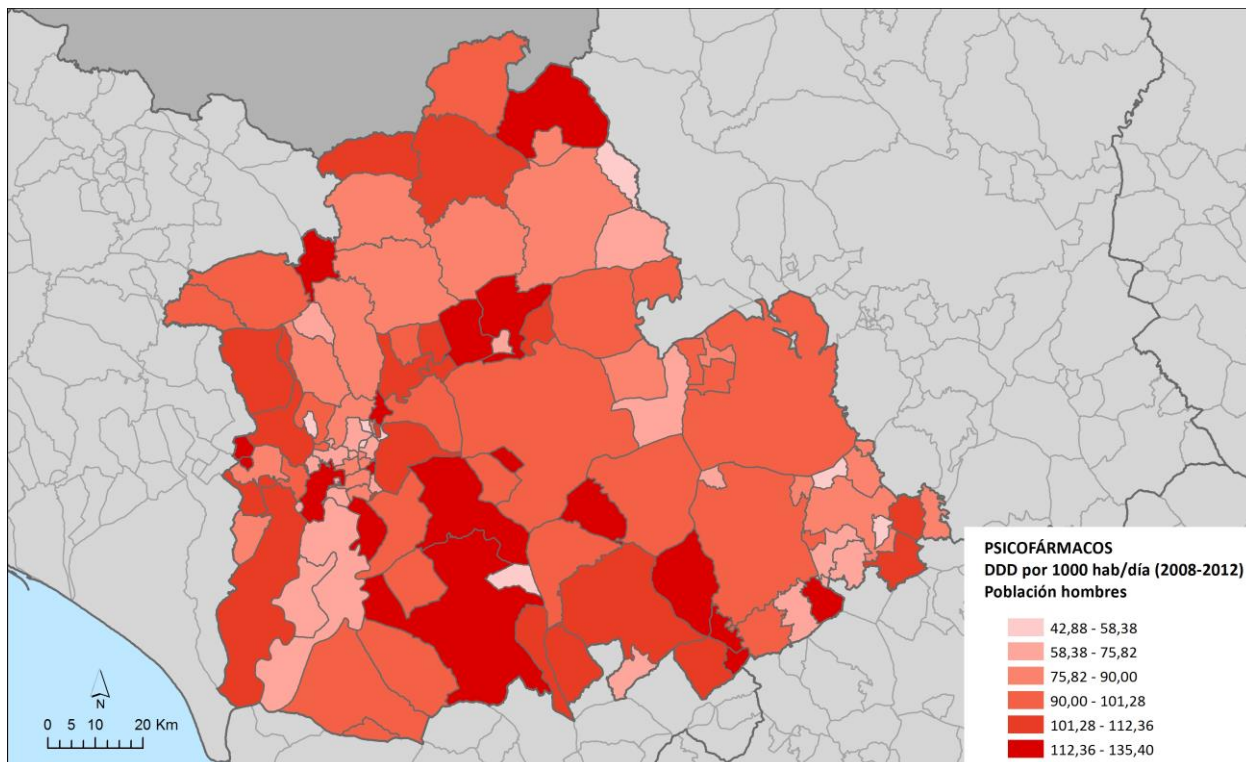 PSICOFÁRMACOS
DDD por 1000 hab/día (2008-2012)
Población hombres
42,88 - 58,38
58,38 - 75,82
75,82 - 90,00
90,00 - 101,28
101,28 - 112,36
112,36 - 135,40
N
0 5 10 20 Km